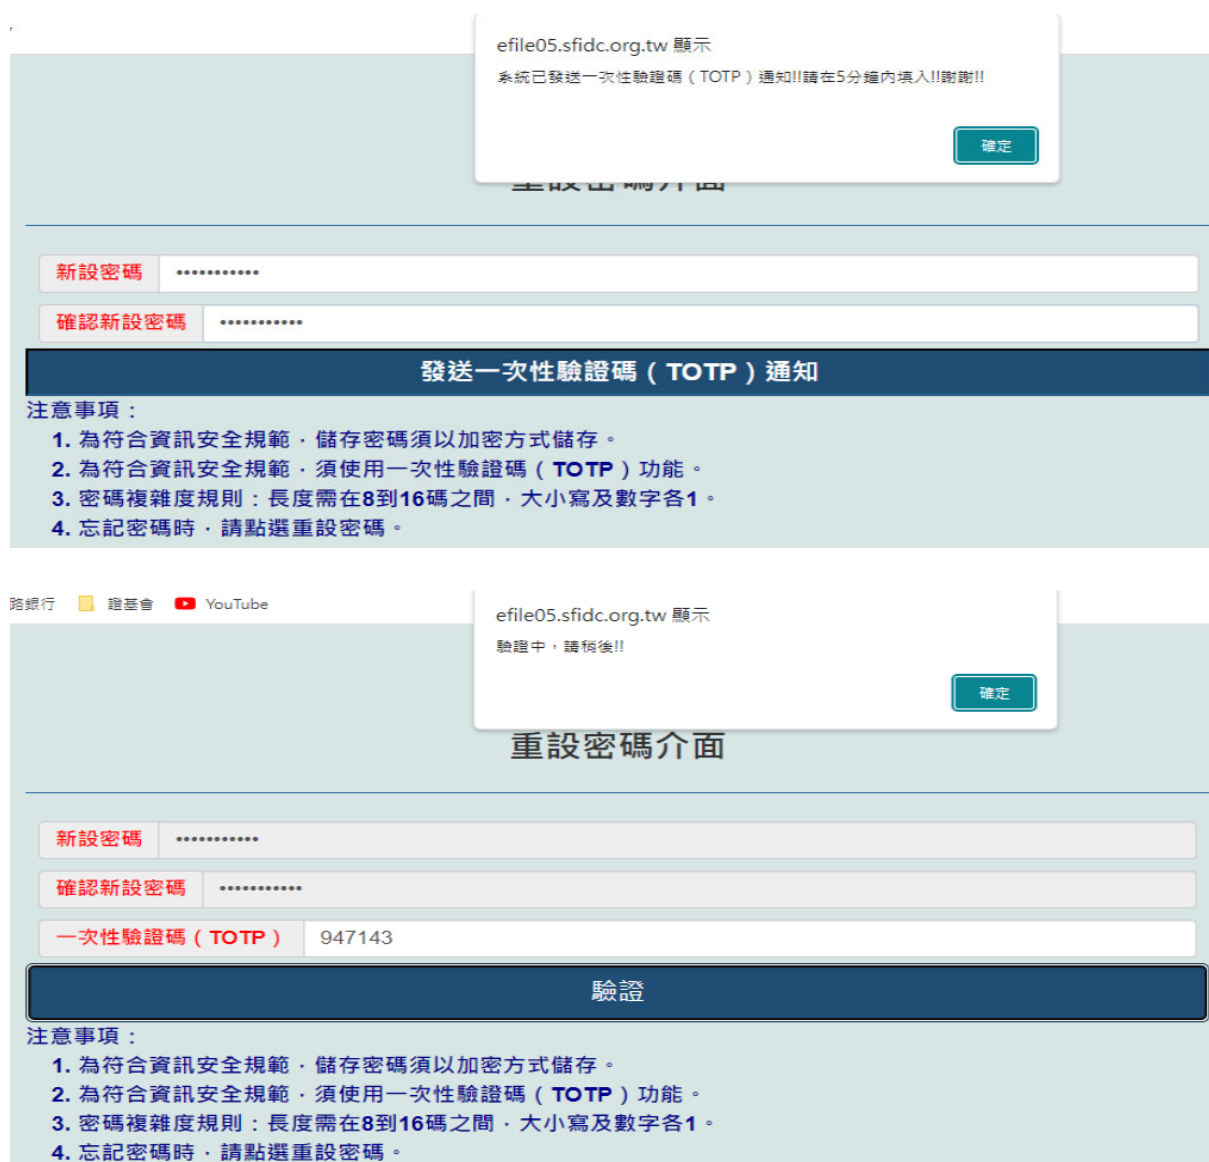 efile05.sfidc.org.tw 顯示
系統已發送一次性驗證碼（TOTP）通知!!請在5分鐘內填入!!謝謝!!
確定
重設密碼介面
新設密碼 •••••••••••
確認新設密碼 •••••••••••
發送一次性驗證碼（TOTP）通知
注意事項：
1. 為符合資訊安全規範，儲存密碼須以加密方式儲存。
2. 為符合資訊安全規範，須使用一次性驗證碼（TOTP）功能。
3. 密碼複雜度規則：長度需在8到16碼之間，大小寫及數字各1。
4. 忘記密碼時，請點選重設密碼。
路銀行 證基會 YouTube
efile05.sfidc.org.tw 顯示
驗證中，請稍後!!
確定
重設密碼介面
新設密碼 •••••••••••
確認新設密碼 •••••••••••
一次性驗證碼（TOTP） 947143
驗證
注意事項：
1. 為符合資訊安全規範，儲存密碼須以加密方式儲存。
2. 為符合資訊安全規範，須使用一次性驗證碼（TOTP）功能。
3. 密碼複雜度規則：長度需在8到16碼之間，大小寫及數字各1。
4. 忘記密碼時，請點選重設密碼。